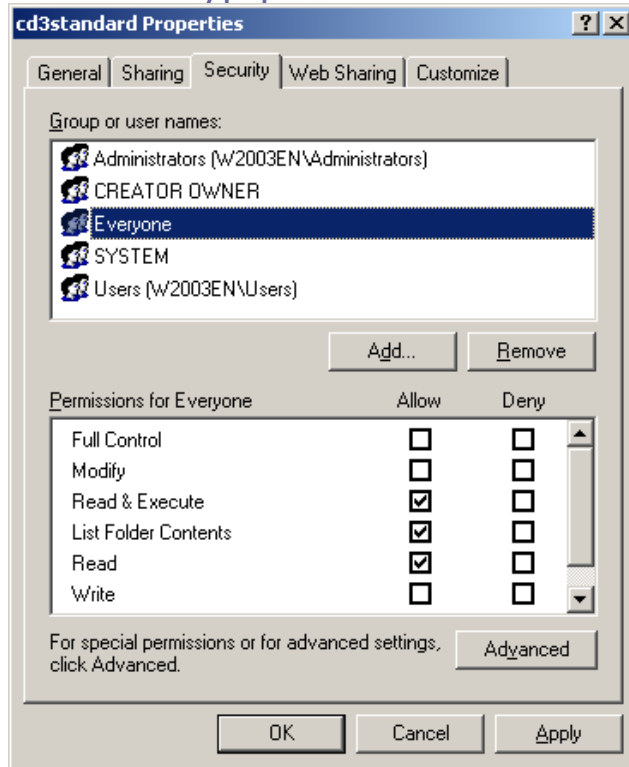 cd3standard Properties
General Sharing Security Web Sharing Customize
Group or user names:
Administrators (W2003EN\Administrators)
CREATOR OWNER
Everyone
SYSTEM
Users (W2003EN\Users)
Add... Remove
Permissions for Everyone Allow Deny
Full Control
Modify
Read & Execute
List Folder Contents
Read
Write
For special permissions or for advanced settings, click Advanced.
Advanced
OK Cancel Apply